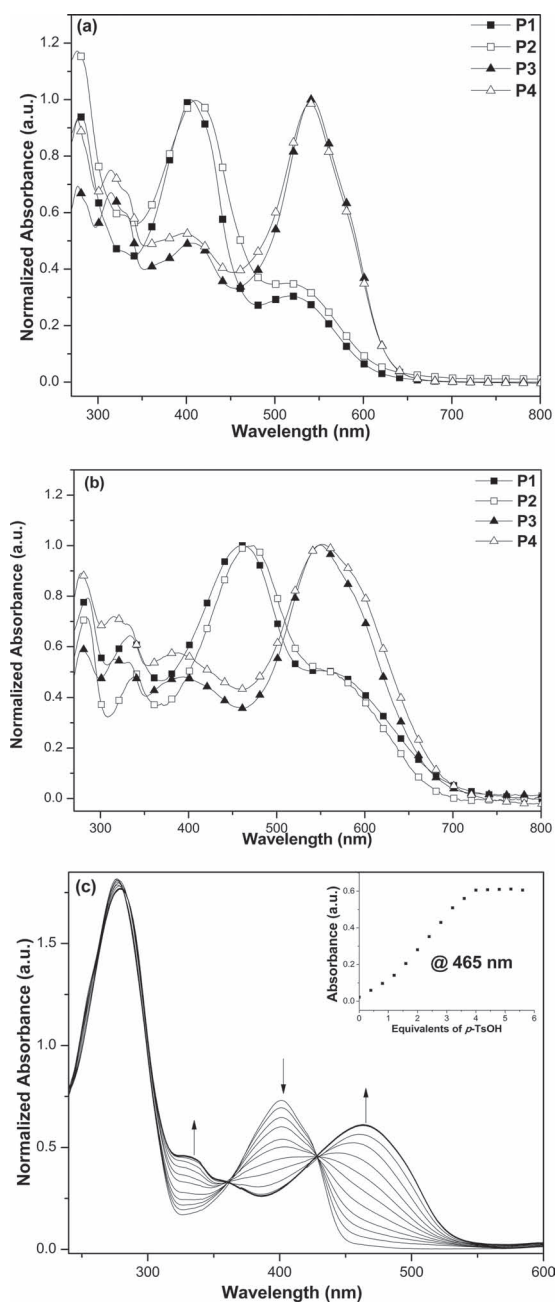 (a)
P1
P2
P3
P4
1.2
1.0
0.8
0.6
0.4
0.2
0.0
Normalized Absorbance (a.u.)
300 400 500 600 700 800
Wavelength (nm)
(b)
P1
P2
P3
P4
1.2
1.0
0.8
0.6
0.4
0.2
0.0
Normalized Absorbance (a.u.)
300 400 500 600 700 800
Wavelength (nm)
(c)
1.5
1.0
0.5
0.0
Normalized Absorbance (a.u.)
0.6
0.4
0.2
0.0
Absorbance (a.u.)
@ 465 nm
0 1 2 3 4 5 6
Equivalents of p-TsOH
300 400 500 600
Wavelength (nm)